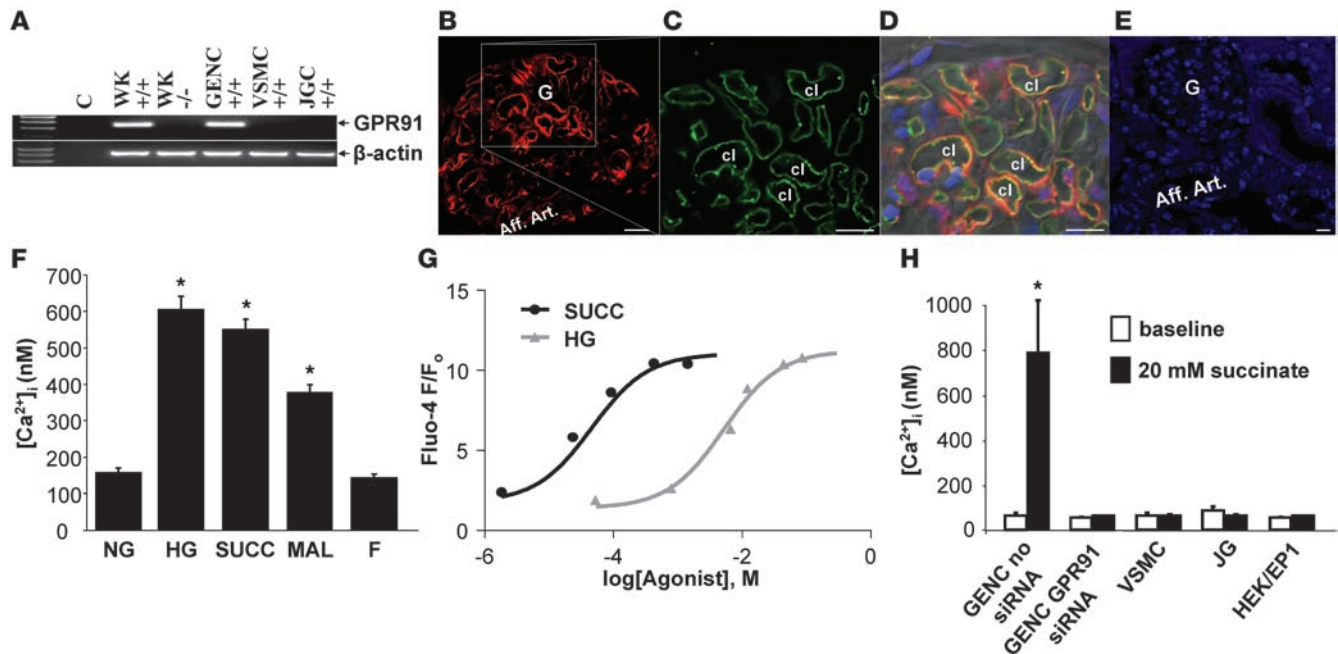 A
C
WK +/+
WK -/-
GENC +/+
VSMC +/+
JGC +/+
GPR91
β-actin
B
G
Aff. Art.
C
cl
cl
cl
cl
D
cl
cl
cl
cl
E
G
Aff. Art.
F
[Ca²⁺]ᵢ (nM)
700
600
500
400
300
200
100
0
*
*
*
NG
HG
SUCC
MAL
F
G
Fluo-4 F/Fₒ
15
10
5
0
SUCC
HG
-6
-4
-2
0
log[Agonist], M
H
[Ca²⁺]ᵢ (nM)
1000
800
600
400
200
0
*
baseline
20 mM succinate
GENC no
siRNA
GENC GPR91
siRNA
VSMC
JG
HEK/EP1